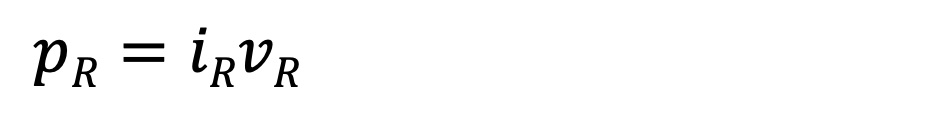 p_R = i_R v_R